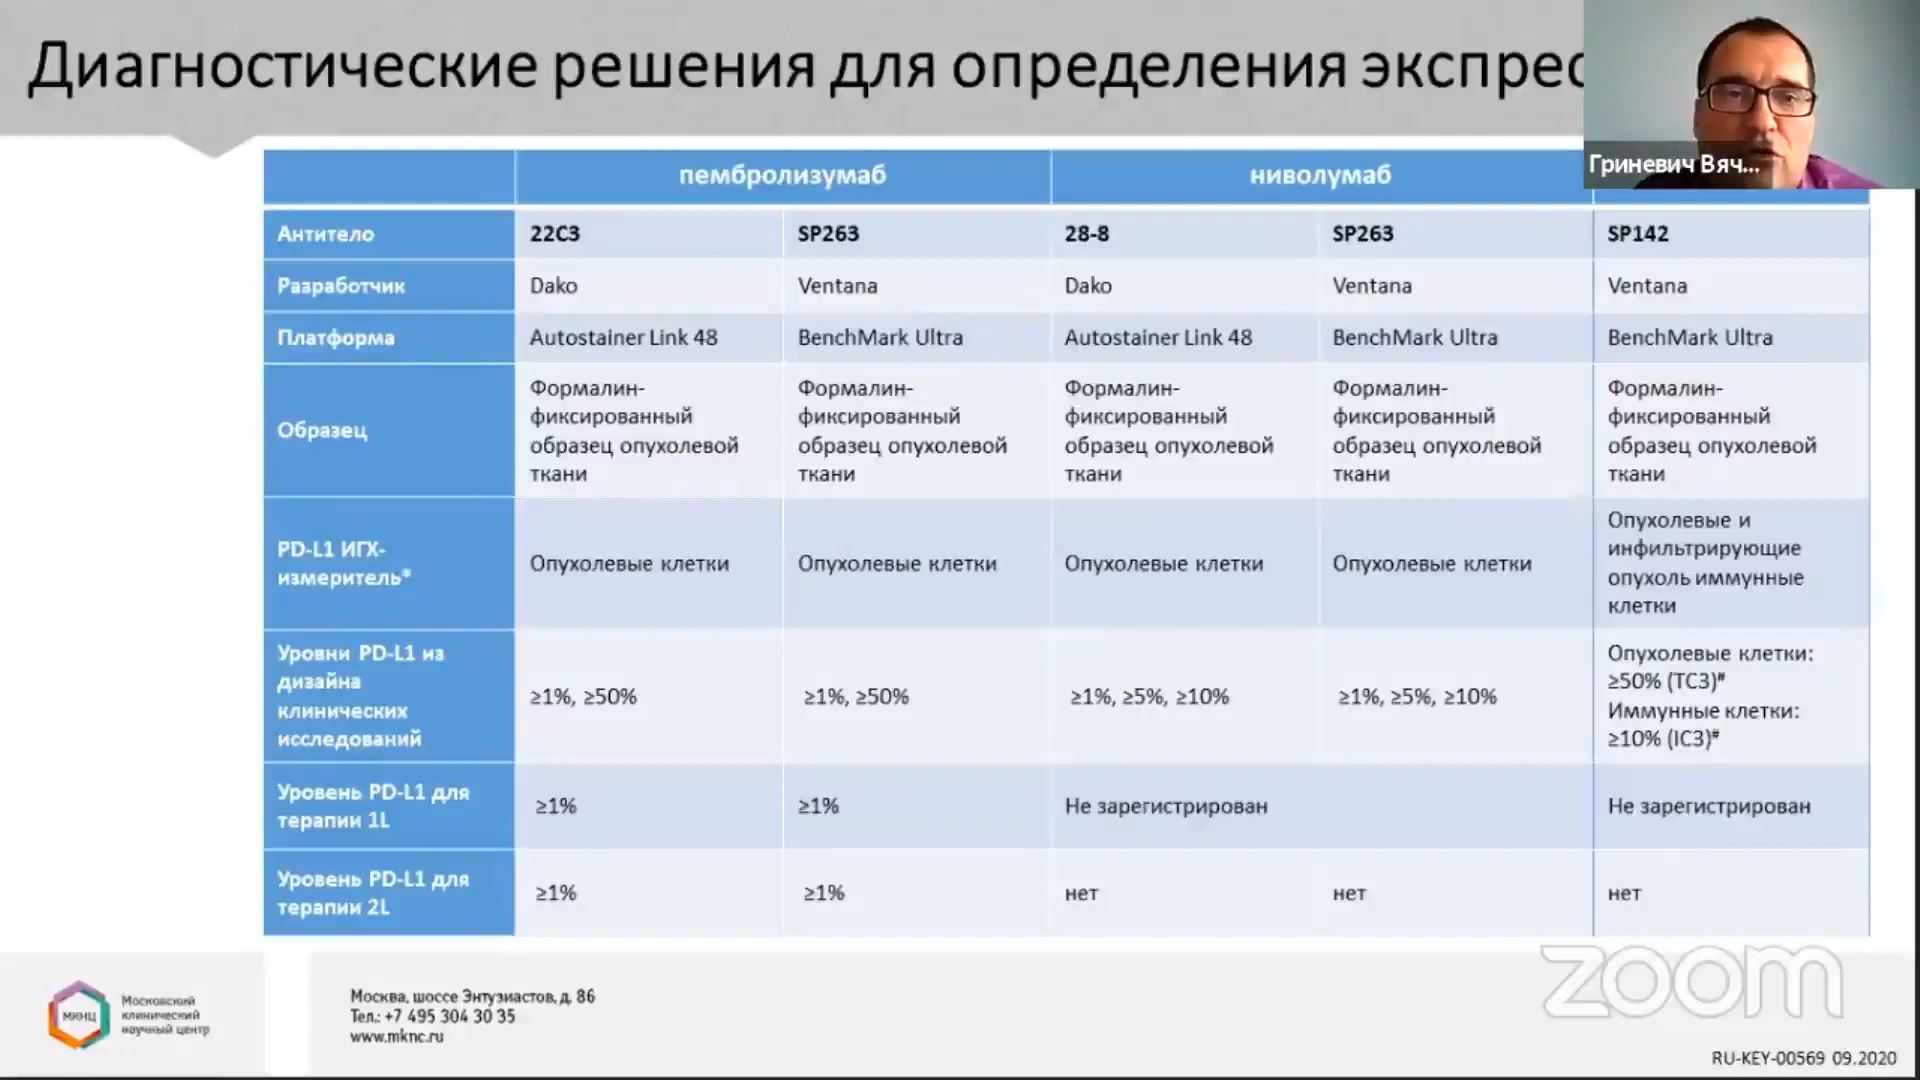 Диагностические решения для определения экспрес
Гриневич Вяч...
пембролизумаб
ниволумаб
Антитело
22C3
SP263
28-8
SP263
SP142
Разработчик
Dako
Ventana
Dako
Ventana
Ventana
Платформа
Autostainer Link 48
BenchMark Ultra
Autostainer Link 48
BenchMark Ultra
BenchMark Ultra
Образец
Формалин-
фиксированный
образец опухолевой
ткани
Формалин-
фиксированный
образец опухолевой
ткани
Формалин-
фиксированный
образец опухолевой
ткани
Формалин-
фиксированный
образец опухолевой
ткани
Формалин-
фиксированный
образец опухолевой
ткани
PD-L1 ИГХ-
измеритель*
Опухолевые клетки
Опухолевые клетки
Опухолевые клетки
Опухолевые клетки
Опухолевые и
инфильтрирующие
опухоль иммунные
клетки
Уровни PD-L1 из
дизайна
клинических
исследований
≥1%, ≥50%
≥1%, ≥50%
≥1%, ≥5%, ≥10%
≥1%, ≥5%, ≥10%
Опухолевые клетки:
≥50% (TC3)#
Иммунные клетки:
≥10% (IC3)#
Уровень PD-L1 для
терапии 1L
≥1%
≥1%
Не зарегистрирован
Не зарегистрирован
Уровень PD-L1 для
терапии 2L
≥1%
≥1%
нет
нет
нет
МКНЦ
Московский
клинический
научный центр
Москва, шоссе Энтузиастов, д. 86
Тел.: +7 495 304 30 35
www.mknc.ru
zoom
RU-KEY-00569 09.2020